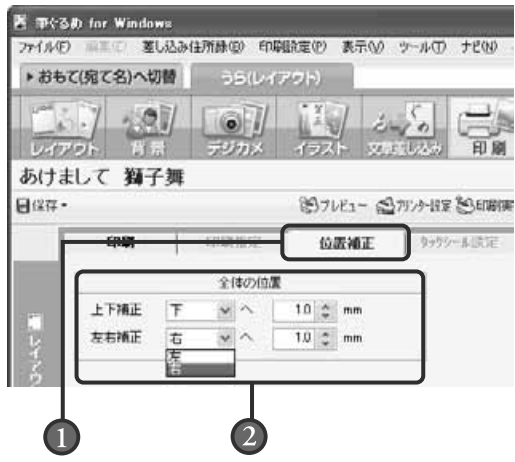 筆ぐるめ for Windows
ファイル(F) 編集(E) 差し込み住所録(D) 印刷設定(P) 表示(V) ツール(T) ナビ(N)
▶おもて(宛て名)へ切替 うら(レイアウト)
レイアウト 背景 デジカメ イラスト 文章差し込み 印刷
あけまして 獅子舞
保存 プレビュー プリンター設定
印刷 印刷指定 位置補正 タックシール設定
全体の位置
上下補正 下 へ 1.0 mm
左右補正 右 へ 1.0 mm
左
右
レイアウ
1 2